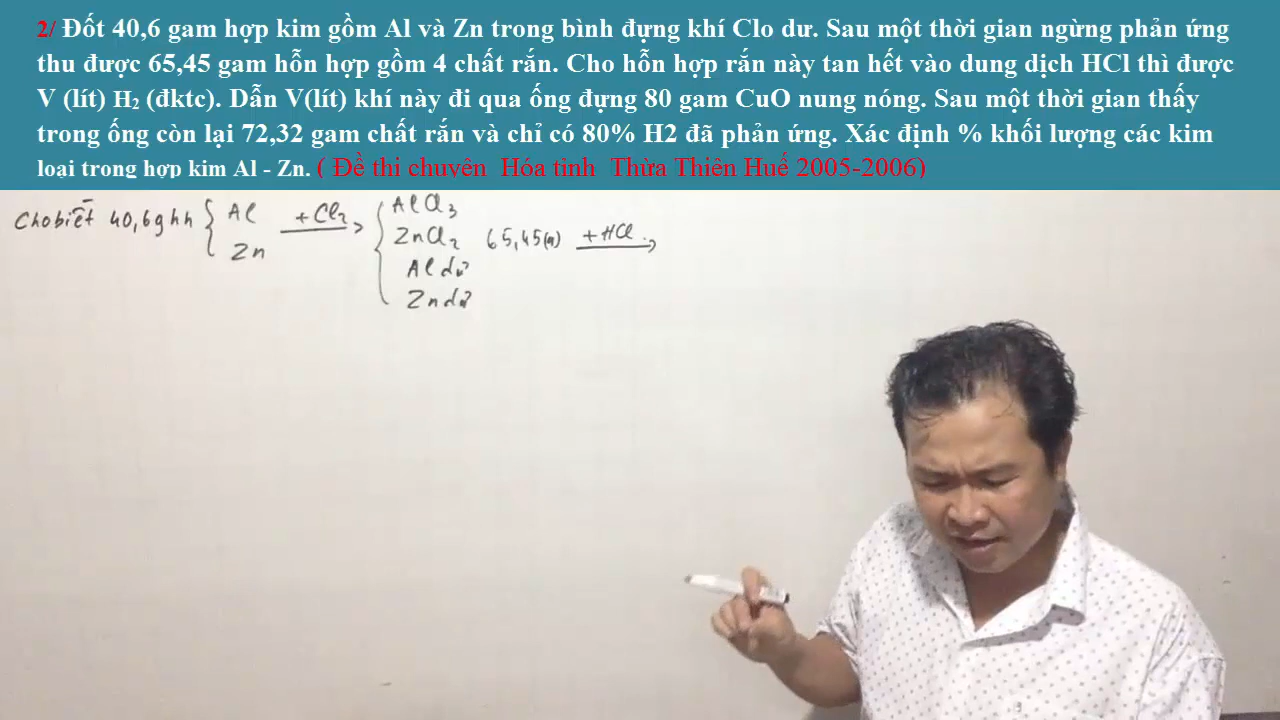 2/ Đốt 40,6 gam hợp kim gồm Al và Zn trong bình đựng khí Clo dư. Sau một thời gian ngừng phản ứng
thu được 65,45 gam hỗn hợp gồm 4 chất rắn. Cho hỗn hợp rắn này tan hết vào dung dịch HCl thì được
V (lít) H₂ (đktc). Dẫn V(lít) khí này đi qua ống đựng 80 gam CuO nung nóng. Sau một thời gian thấy
trong ống còn lại 72,32 gam chất rắn và chỉ có 80% H2 đã phản ứng. Xác định % khối lượng các kim
loại trong hợp kim Al - Zn. ( Đề thi chuyên Hóa tỉnh Thừa Thiên Huế 2005-2006)
Cho biết 40,6g hh { Al +Cl₂ { AlCl₃
Zn ZnCl₂ 65,45(g) +HCl
Al dư
Zn dư